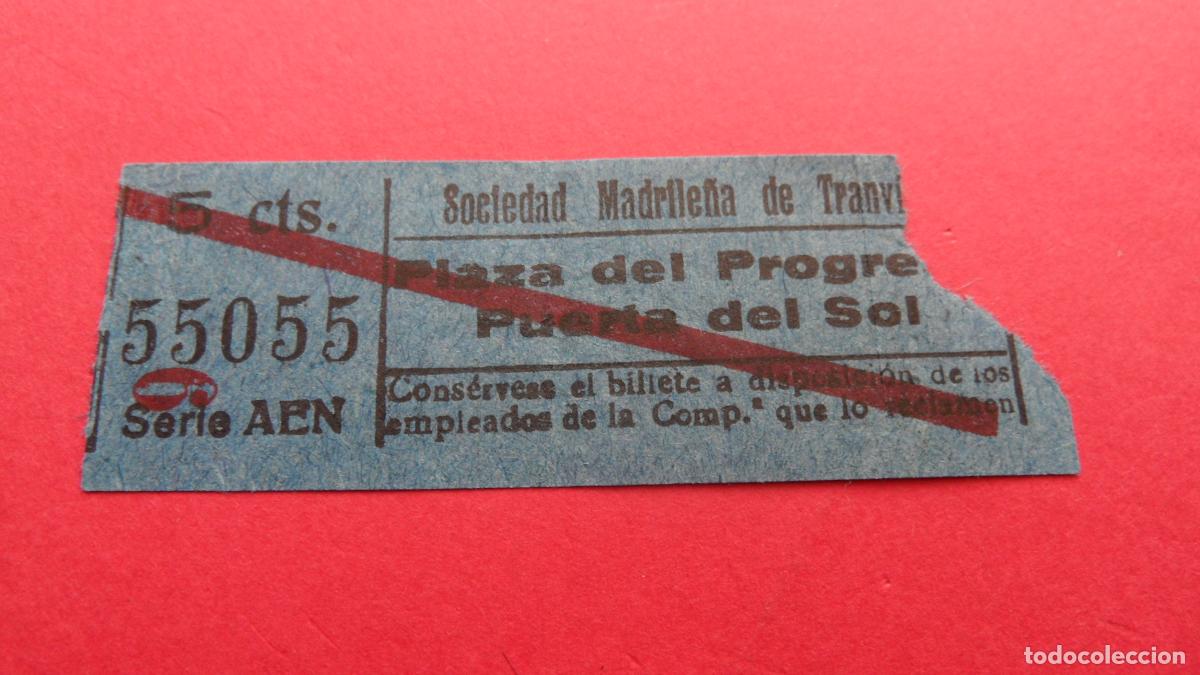 5 cts.
55055
Serie AEN
Sociedad Madrileña de Tranvi
Plaza del Progre
Puerta del Sol
Consérvese el billete a disposición de los
empleados de la Comp.ª que lo reclamen
todocoleccion